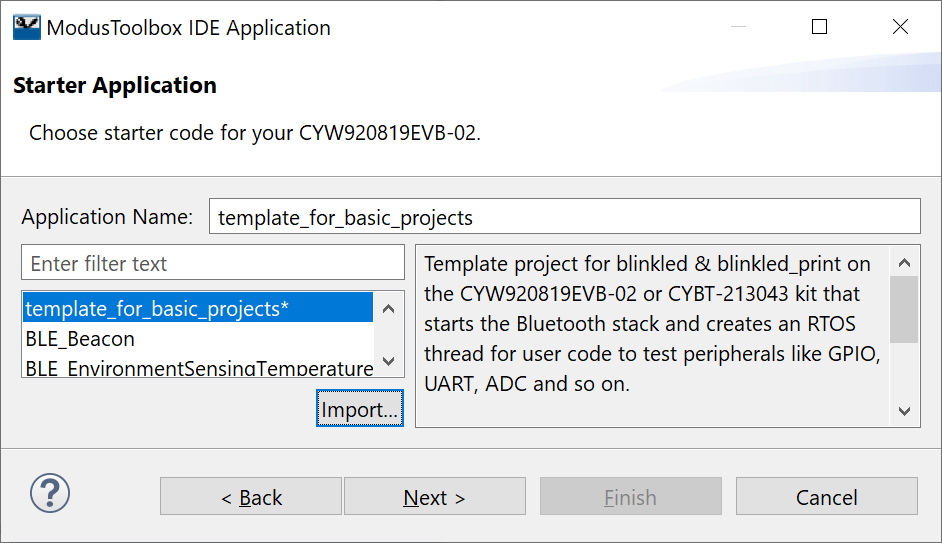 ModusToolbox IDE Application
Starter Application
Choose starter code for your CYW920819EVB-02.
Application Name: template_for_basic_projects
Enter filter text
template_for_basic_projects*
BLE_Beacon
BLE_EnvironmentSensingTemperature
Import...
Template project for blinkled & blinkled_print on
the CYW920819EVB-02 or CYBT-213043 kit that
starts the Bluetooth stack and creates an RTOS
thread for user code to test peripherals like GPIO,
UART, ADC and so on.
? < Back Next > Finish Cancel